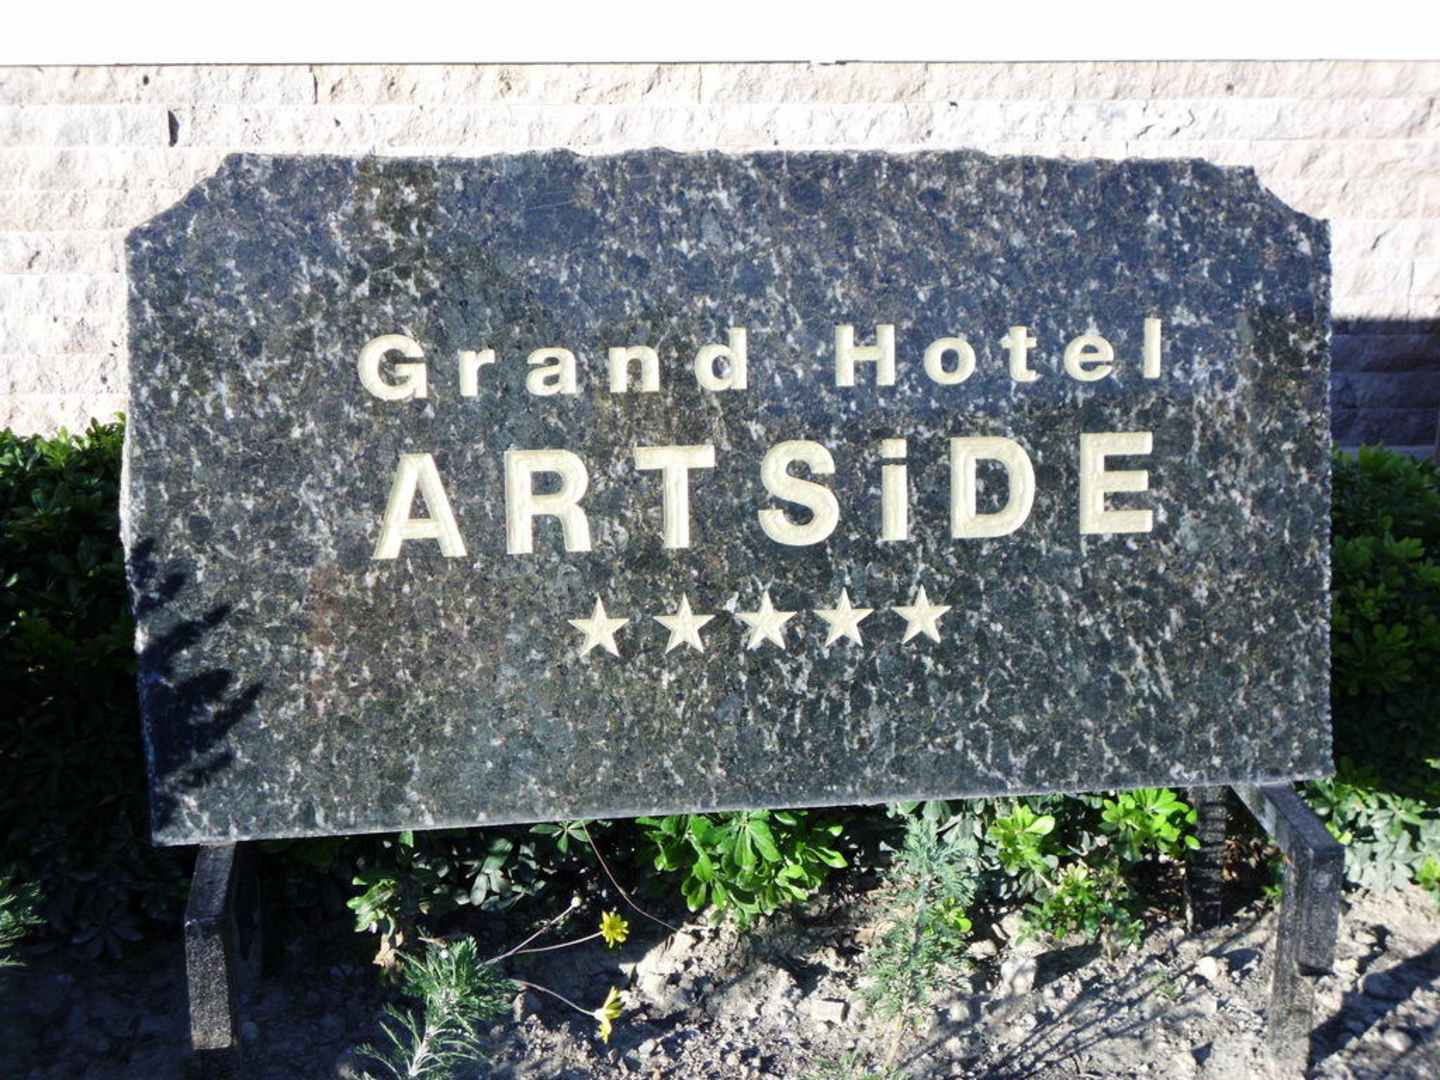 Grand Hotel
ARTSiDE
★★★★★